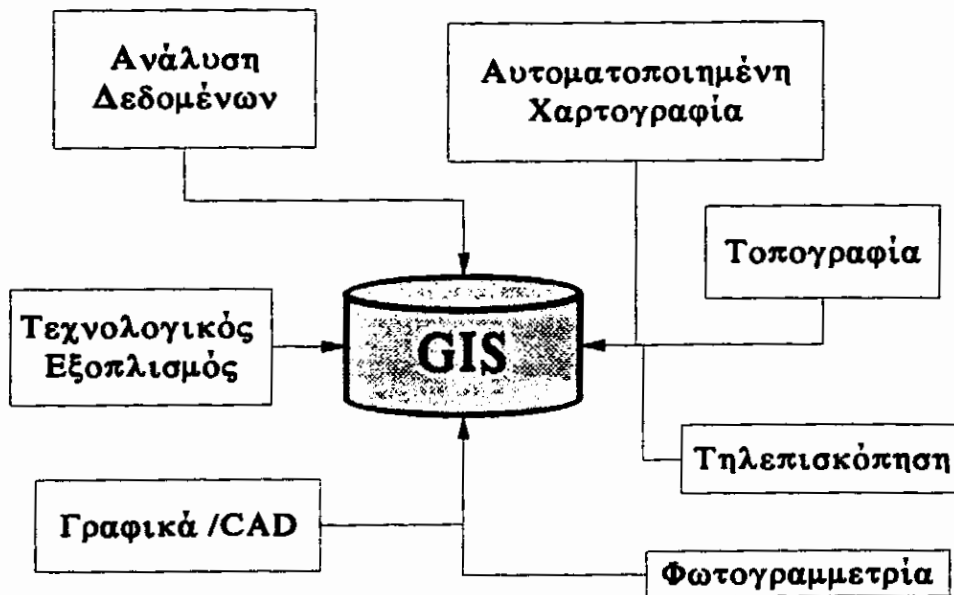 Ανάλυση
Δεδομένων
Αυτοματοποιημένη
Χαρτογραφία
Τοπογραφία
Τεχνολογικός
Εξοπλισμός
GIS
Τηλεπισκόπηση
Γραφικά /CAD
Φωτογραμμετρία